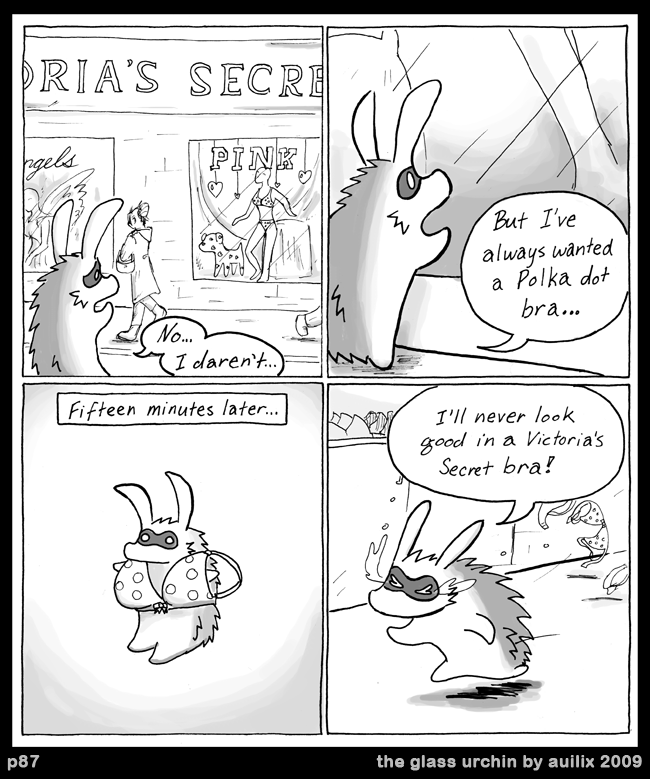 ORIA'S SECRE
ngels
PINK
No...
I daren't...
But I've
always wanted
a Polka dot
bra...
Fifteen minutes later...
I'll never look
good in a Victoria's
Secret bra!
p87
the glass urchin by auilix 2009